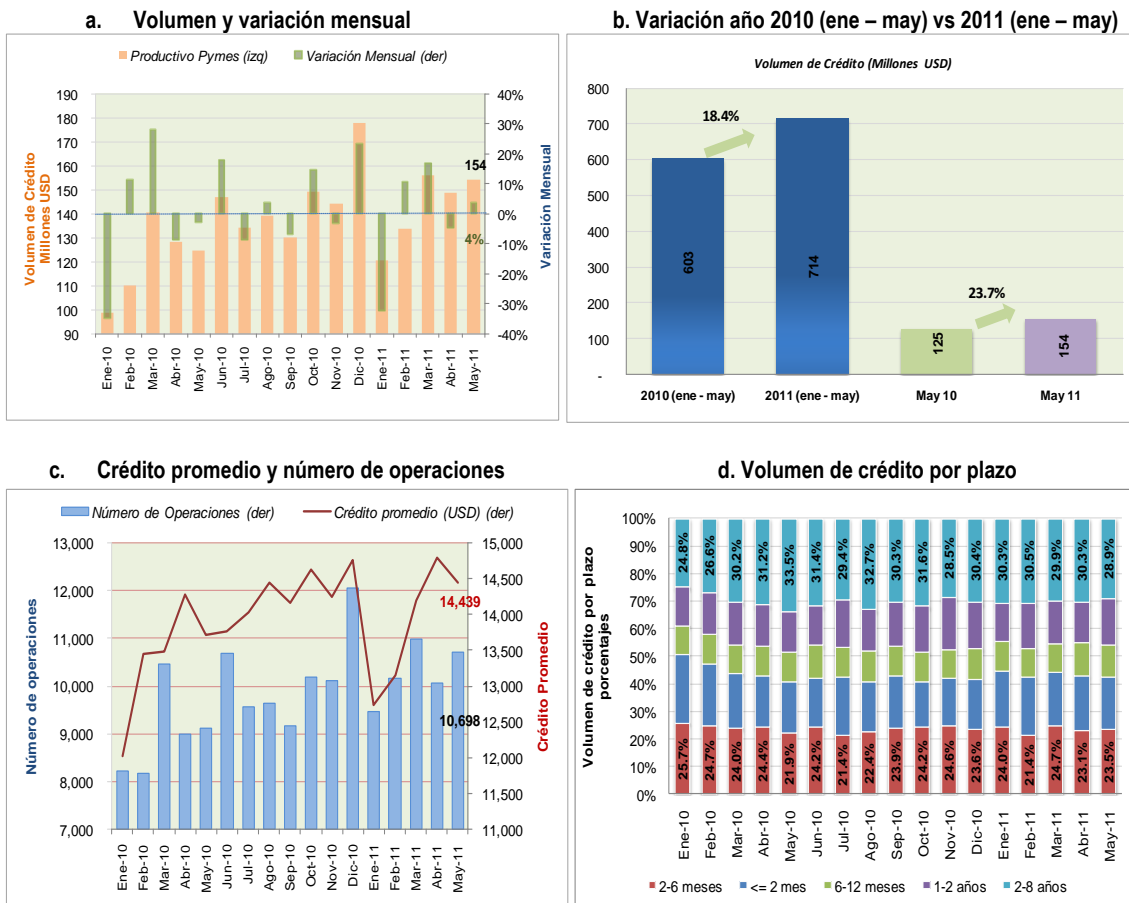 a. Volumen y variación mensual
Productivo Pymes (izq)
Variación Mensual (der)
Volumen de Crédito
Millones USD
190
180
170
160
150
140
130
120
110
100
90
40%
30%
20%
10%
0%
-10%
-20%
-30%
-40%
Variación Mensual
154
4%
Ene-10
Feb-10
Mar-10
Abr-10
May-10
Jun-10
Jul-10
Ago-10
Sep-10
Oct-10
Nov-10
Dic-10
Ene-11
Feb-11
Mar-11
Abr-11
May-11
b. Variación año 2010 (ene – may) vs 2011 (ene – may)
Volumen de Crédito (Millones USD)
800
700
600
500
400
300
200
100
-
18.4%
23.7%
603
714
125
154
2010 (ene - may)
2011 (ene - may)
May 10
May 11
c. Crédito promedio y número de operaciones
Número de Operaciones (der)
Crédito promedio (USD) (der)
Número de operaciones
13,000
12,000
11,000
10,000
9,000
8,000
7,000
15,000
14,500
14,000
13,500
13,000
12,500
12,000
11,500
11,000
Crédito Promedio
14,439
10,698
Ene-10
Feb-10
Mar-10
Abr-10
May-10
Jun-10
Jul-10
Ago-10
Sep-10
Oct-10
Nov-10
Dic-10
Ene-11
Feb-11
Mar-11
Abr-11
May-11
d. Volumen de crédito por plazo
Volumen de crédito por plazo
porcentajes
100%
90%
80%
70%
60%
50%
40%
30%
20%
10%
0%
24.8%
26.6%
30.2%
31.2%
33.5%
31.4%
29.4%
32.7%
30.3%
31.6%
28.5%
30.4%
30.3%
30.5%
29.9%
30.3%
28.9%
25.7%
24.7%
24.0%
24.4%
21.9%
24.2%
21.4%
22.4%
23.9%
24.2%
24.6%
23.6%
24.0%
21.4%
24.7%
23.1%
23.5%
Ene-10
Feb-10
Mar-10
Abr-10
May-10
Jun-10
Jul-10
Ago-10
Sep-10
Oct-10
Nov-10
Dic-10
Ene-11
Feb-11
Mar-11
Abr-11
May-11
2-6 meses
<= 2 mes
6-12 meses
1-2 años
2-8 años